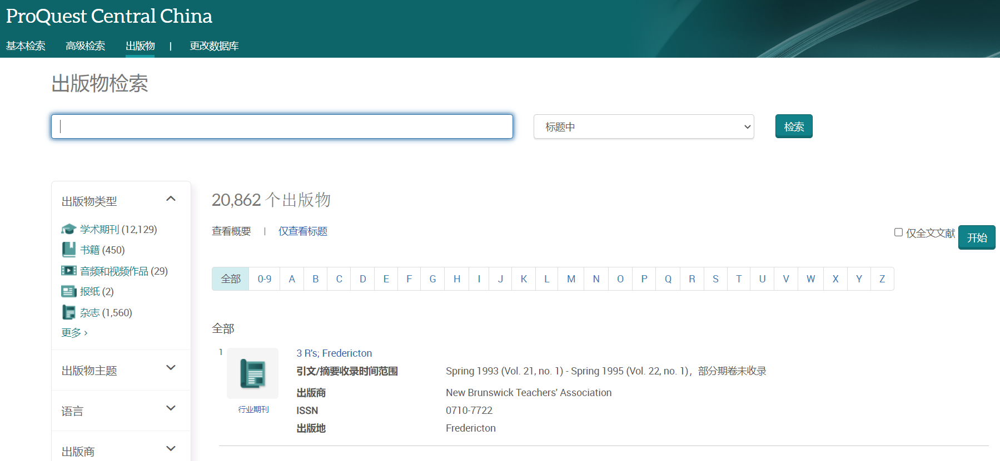 ProQuest Central China
基本检索 高级检索 出版物 | 更改数据库
出版物检索
标题中 检索
出版物类型
学术期刊 (12,129)
书籍 (450)
音频和视频作品 (29)
报纸 (2)
杂志 (1,560)
更多 ›
出版物主题
语言
出版商
20,862 个出版物
查看概要 | 仅查看标题
仅全文文献 开始
全部 0-9 A B C D E F G H I J K L M N O P Q R S T U V W X Y Z
全部
1
行业期刊
3 R's; Fredericton
引文/摘要收录时间范围 Spring 1993 (Vol. 21, no. 1) - Spring 1995 (Vol. 22, no. 1)，部分期卷未收录
出版商 New Brunswick Teachers' Association
ISSN 0710-7722
出版地 Fredericton